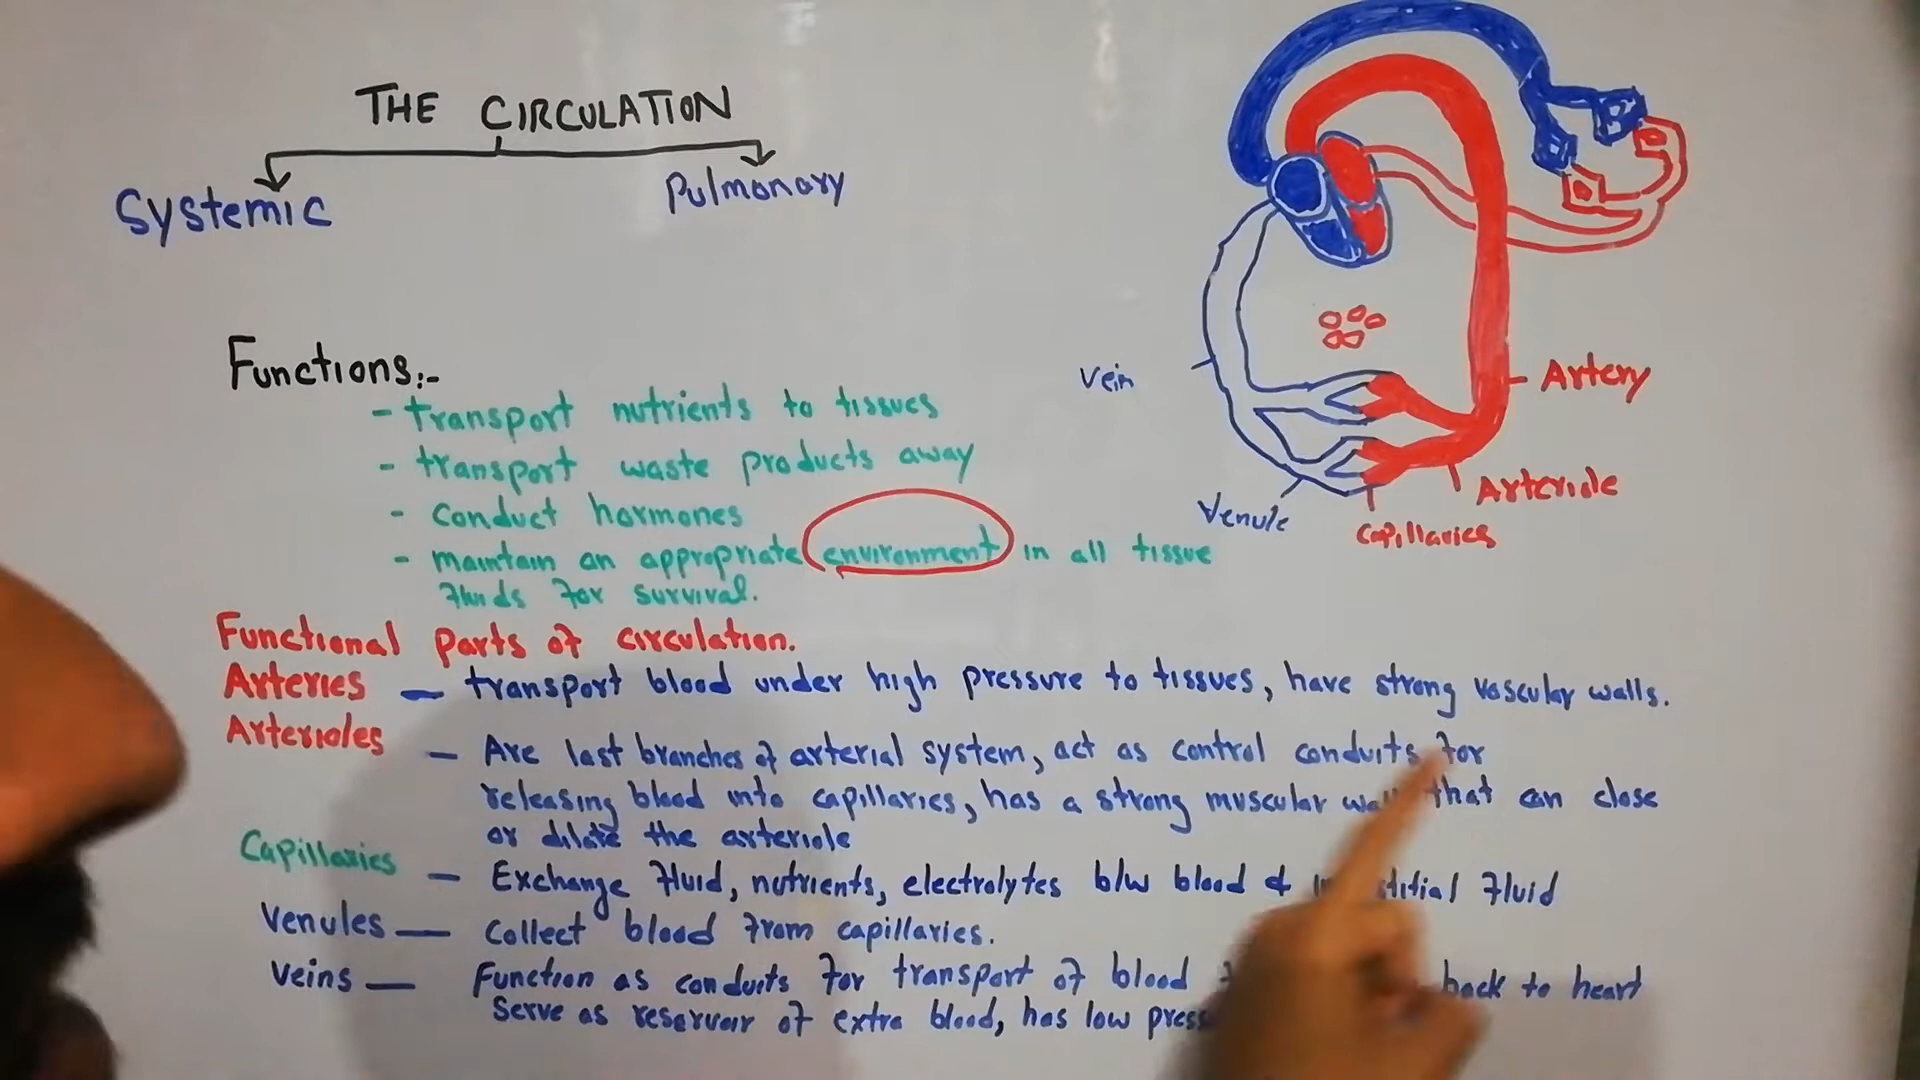 THE CIRCULATION
Systemic
Pulmonary
Functions:-
- transport nutrients to tissues
- transport waste products away
- conduct hormones
- maintain an appropriate environment in all tissue
fluids for survival.
Vein
Artery
Arteriole
Venule
Capillaries
Functional parts of circulation.
Arteries — transport blood under high pressure to tissues, have strong vascular walls.
Arterioles — Are last branches of arterial system, act as control conduits for
releasing blood into capillaries, has a strong muscular that can close
or dilate the arteriole
Capillaries — Exchange fluid, nutrients, electrolytes b/w blood & fluid
Venules — Collect blood from capillaries.
Veins — Function as conduits for transport of blood back to heart
Serve as reservoir of extra blood, has low